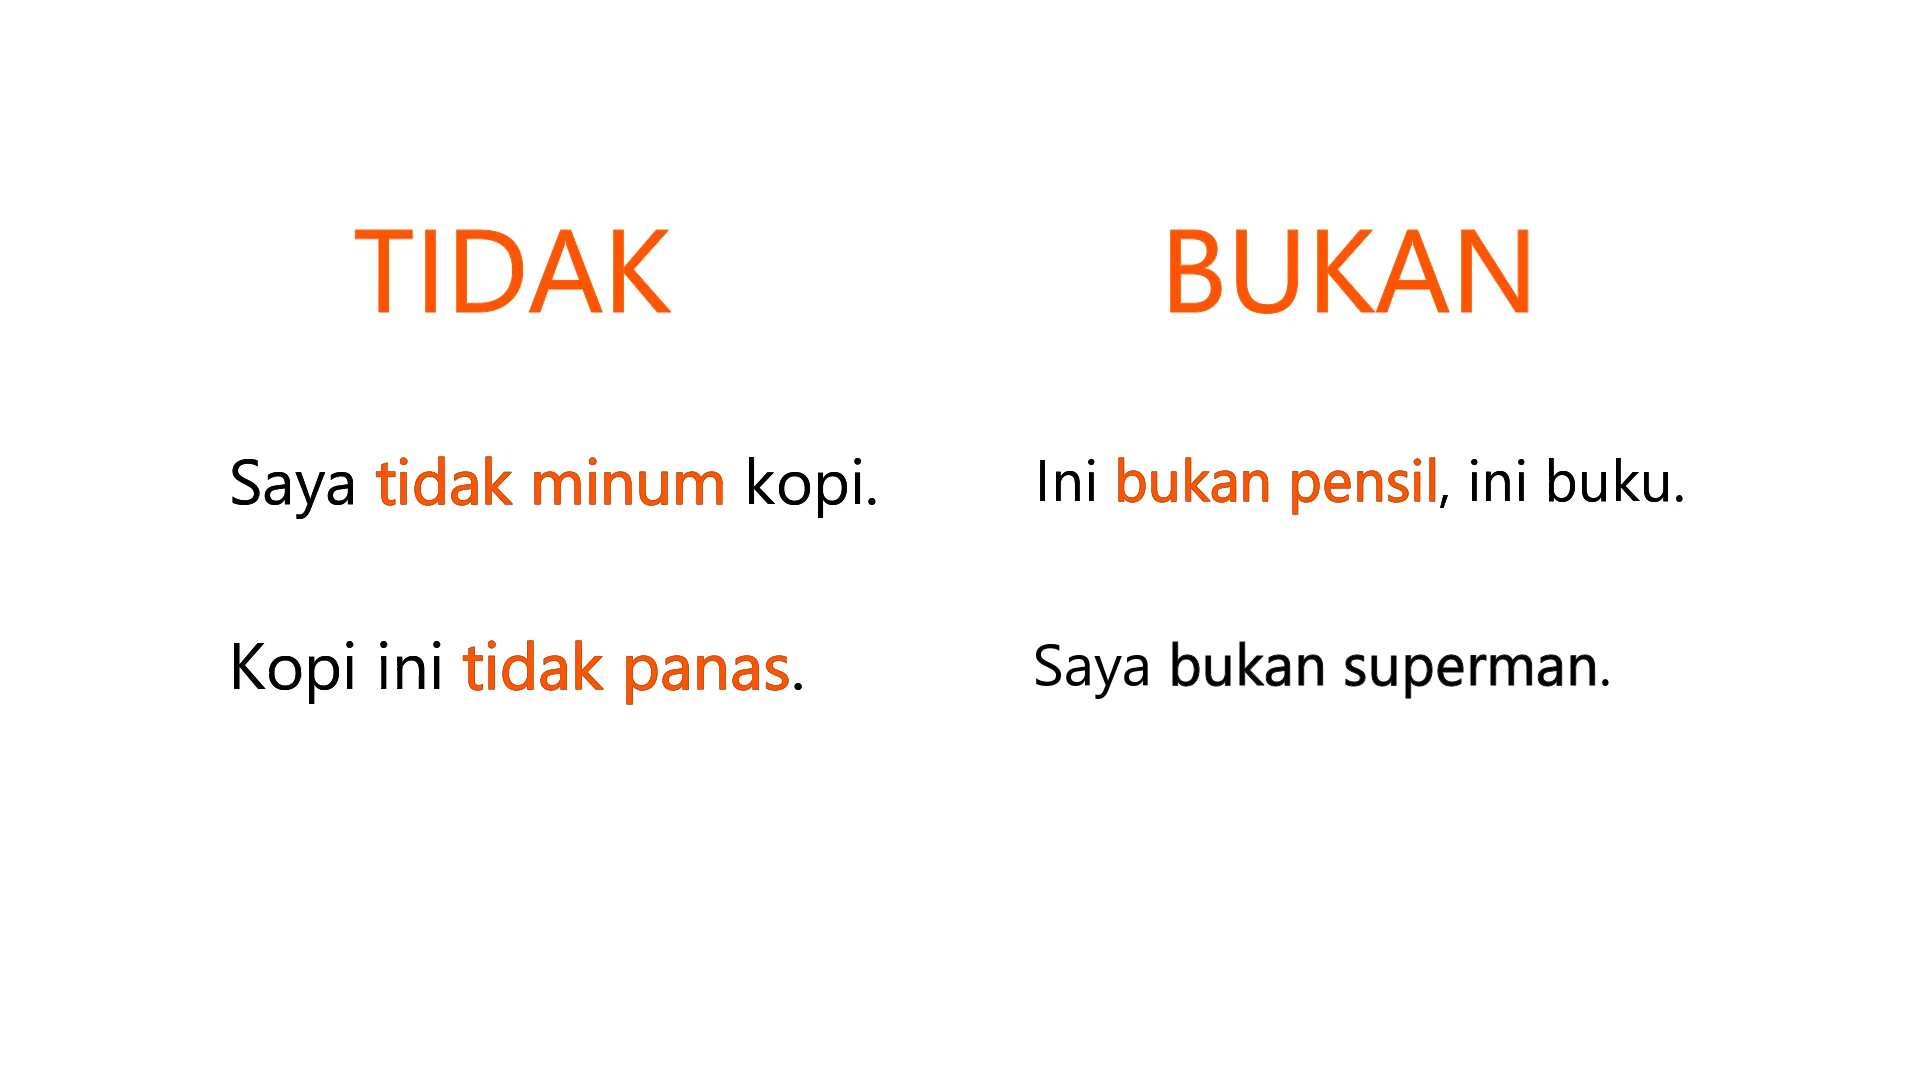 TIDAK
Saya tidak minum kopi.
Kopi ini tidak panas.
BUKAN
Ini bukan pensil, ini buku.
Saya bukan superman.